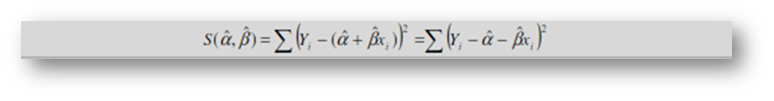 S(α̂, β̂) = ∑ (Yᵢ − (α̂ + β̂xᵢ))² = ∑ (Yᵢ − α̂ − β̂xᵢ)²